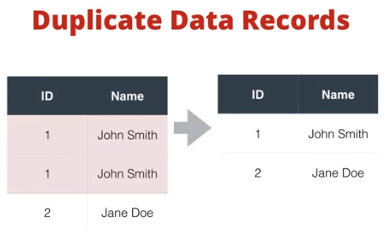 Duplicate Data Records
ID Name
1 John Smith
1 John Smith
2 Jane Doe
ID Name
1 John Smith
2 Jane Doe